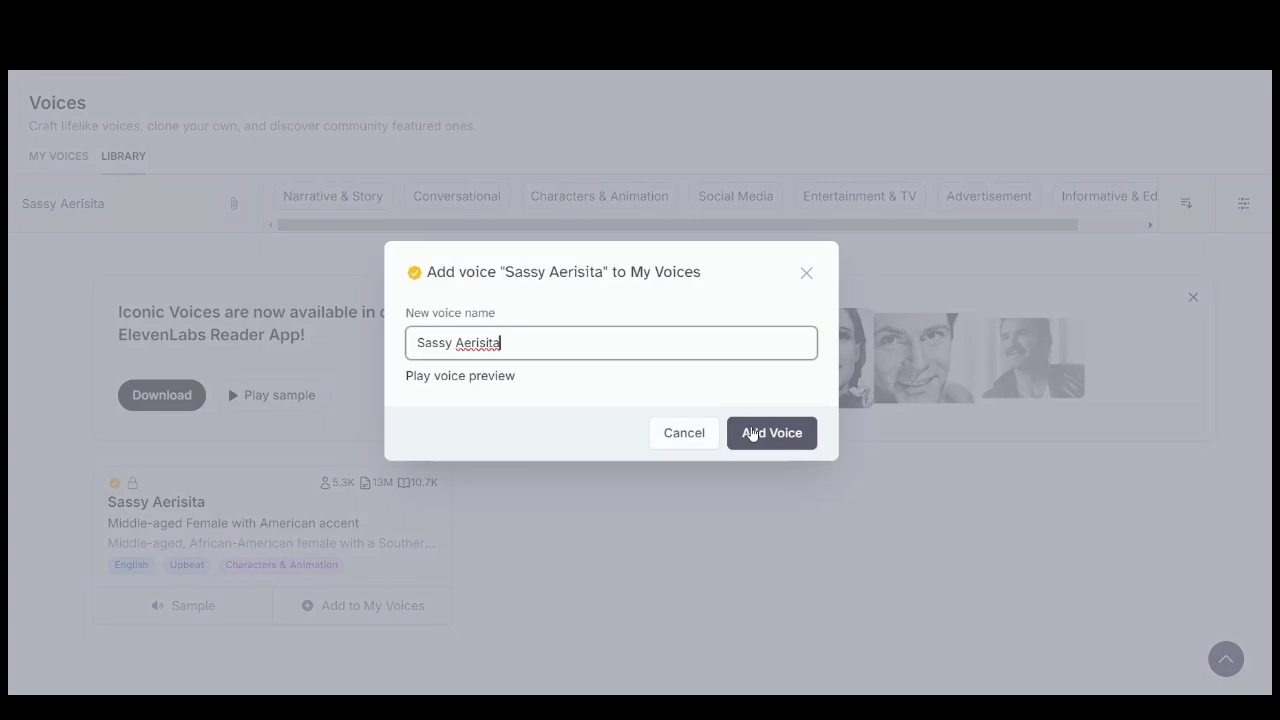 Voices
Craft lifelike voices, clone your own, and discover community featured ones.
MY VOICES LIBRARY
Sassy Aerisita
Narrative & Story
Conversational
Characters & Animation
Social Media
Entertainment & TV
Advertisement
Informative & Ed
Add voice "Sassy Aerisita" to My Voices
New voice name
Sassy Aerisita
Play voice preview
Cancel
Add Voice
Iconic Voices are now available in
ElevenLabs Reader App!
Download
Play sample
5.3K 13M 10.7K
Sassy Aerisita
Middle-aged Female with American accent
Middle-aged, African-American female with a Souther...
English Upbeat Characters & Animation
Sample
Add to My Voices